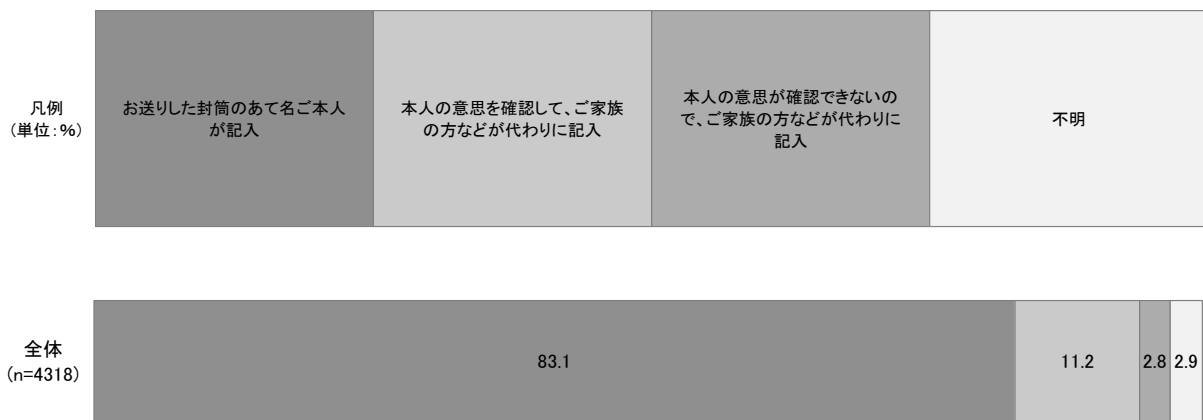 凡例
(単位:%)
お送りした封筒のあて名ご本人
が記入
本人の意思を確認して、ご家族
の方などが代わりに記入
本人の意思が確認できないの
で、ご家族の方などが代わりに
記入
不明
全体
(n=4318)
83.1
11.2
2.8
2.9